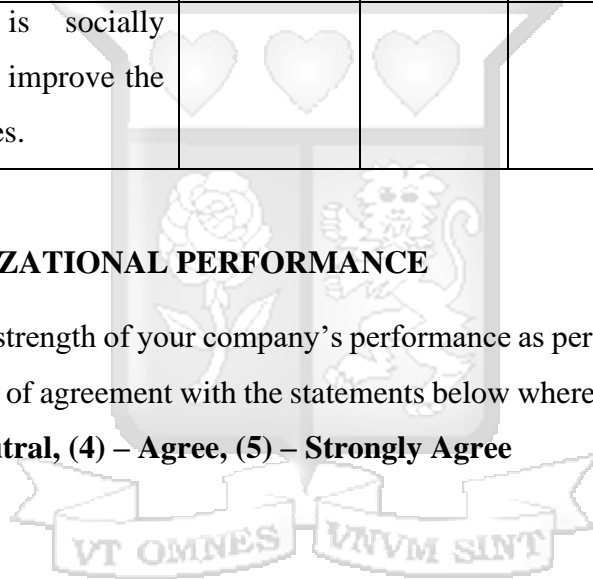 is socially
improve the
es.
ZATIONAL PERFORMANCE
strength of your company’s performance as per
of agreement with the statements below where
tral, (4) – Agree, (5) – Strongly Agree
VT OMNES VNVM SINT